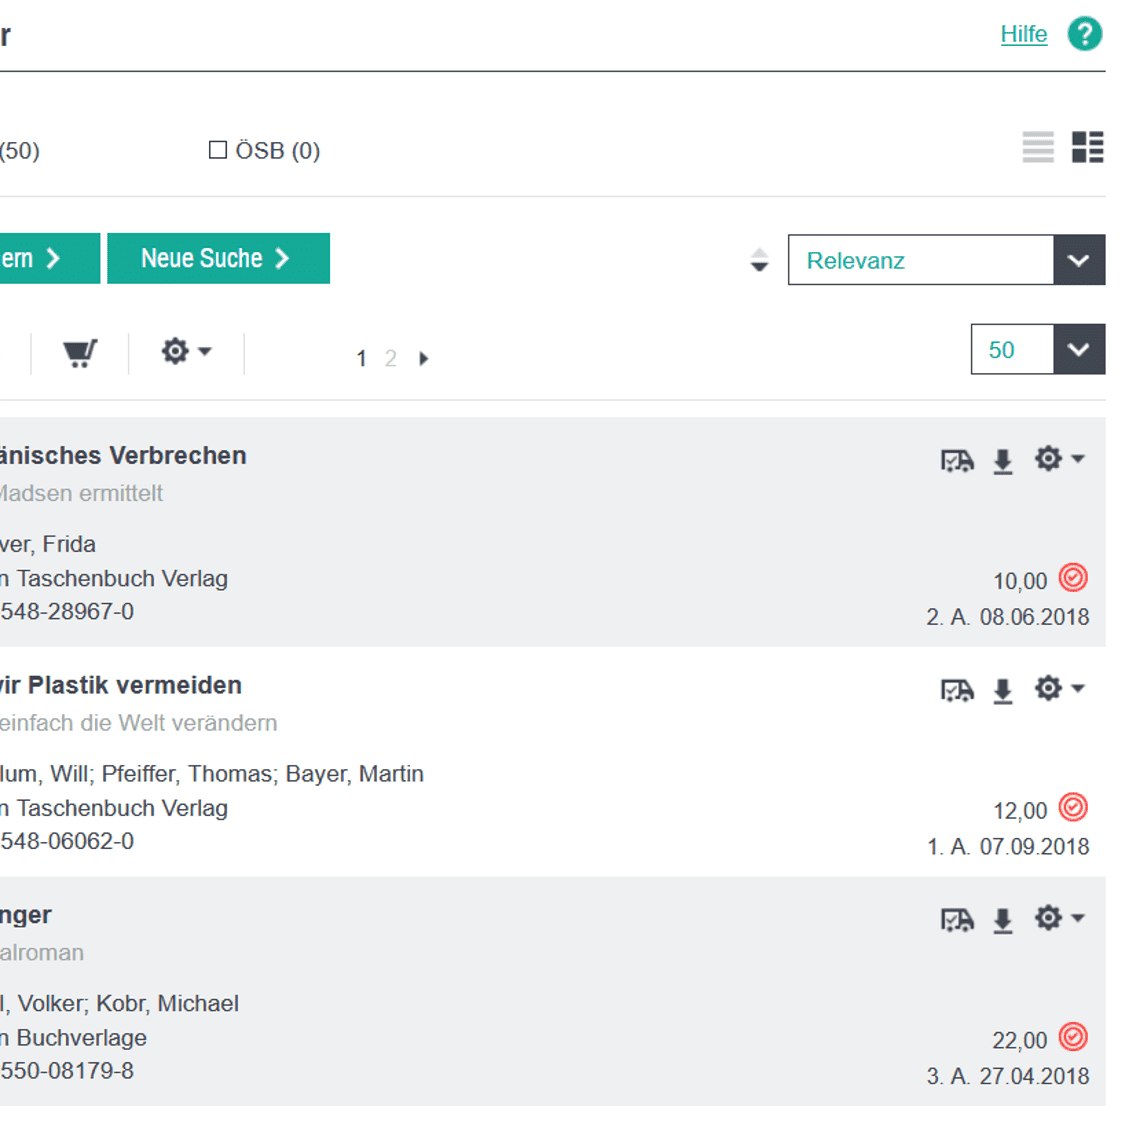 r
Hilfe ?
(50)
ÖSB (0)
ern
Neue Suche
Relevanz
1 2
50
änisches Verbrechen
Madsen ermittelt
ver, Frida
n Taschenbuch Verlag
10,00
548-28967-0
2. A. 08.06.2018
vir Plastik vermeiden
einfach die Welt verändern
lum, Will; Pfeiffer, Thomas; Bayer, Martin
n Taschenbuch Verlag
12,00
548-06062-0
1. A. 07.09.2018
nger
alroman
l, Volker; Kobr, Michael
n Buchverlage
22,00
550-08179-8
3. A. 27.04.2018